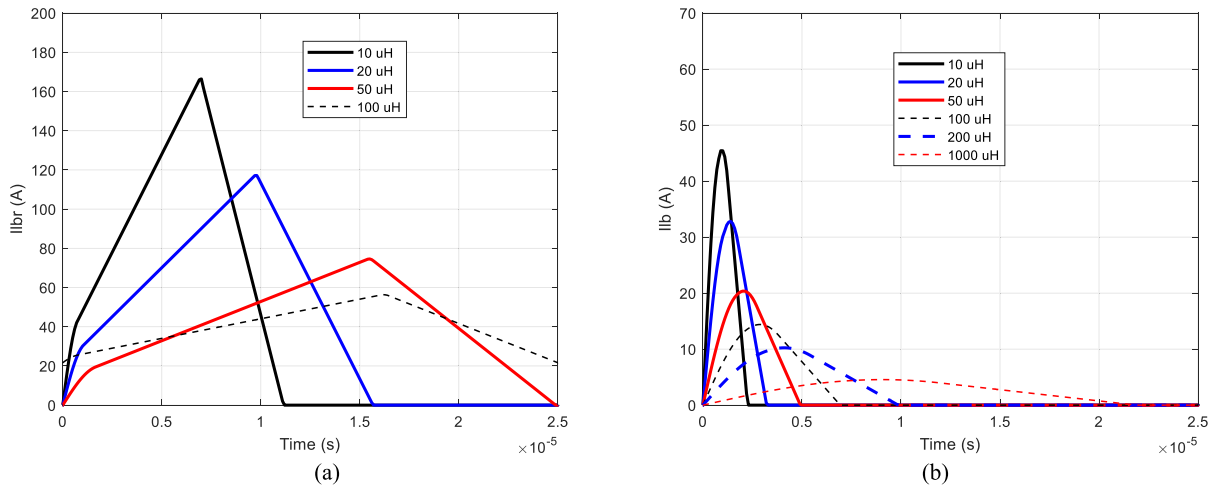 200
180
160
140
120
100
80
60
40
20
0
Ilbr (A)
10 uH
20 uH
50 uH
100 uH
0 0.5 1 1.5 2 2.5
Time (s)
×10⁻⁵
(a)
70
60
50
40
30
20
10
0
Ilb (A)
10 uH
20 uH
50 uH
100 uH
200 uH
1000 uH
0 0.5 1 1.5 2 2.5
Time (s)
×10⁻⁵
(b)